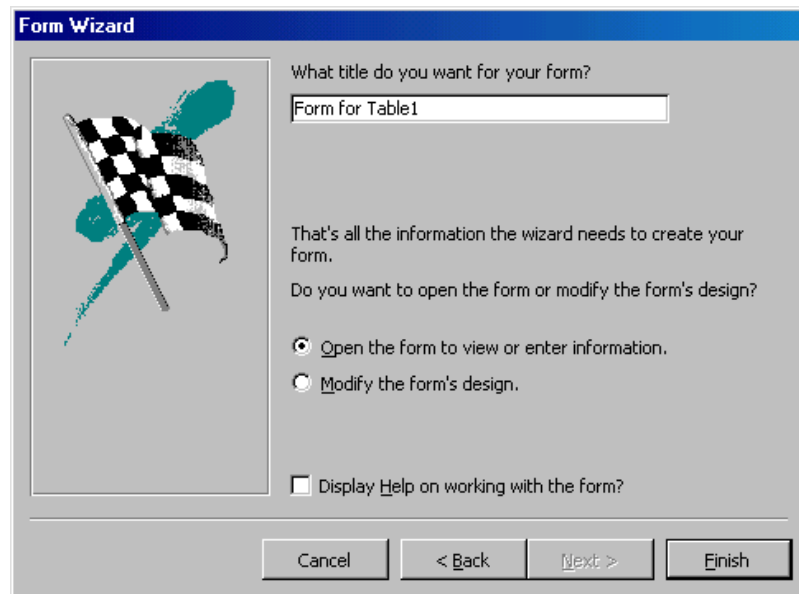 Form Wizard
What title do you want for your form?
Form for Table1
That's all the information the wizard needs to create your
form.
Do you want to open the form or modify the form's design?
Open the form to view or enter information.
Modify the form's design.
Display Help on working with the form?
Cancel < Back Next > Finish